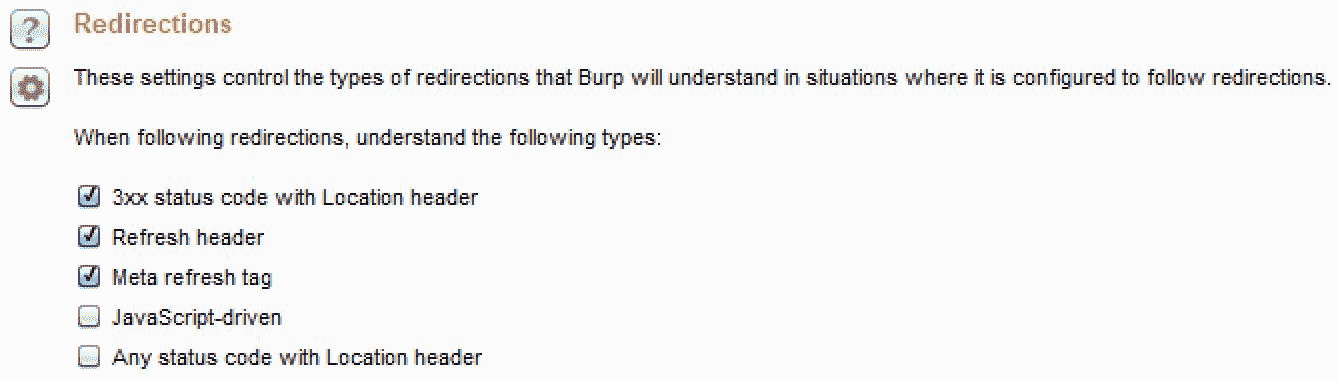 Redirections
These settings control the types of redirections that Burp will understand in situations where it is configured to follow redirections.
When following redirections, understand the following types:
3xx status code with Location header
Refresh header
Meta refresh tag
JavaScript-driven
Any status code with Location header